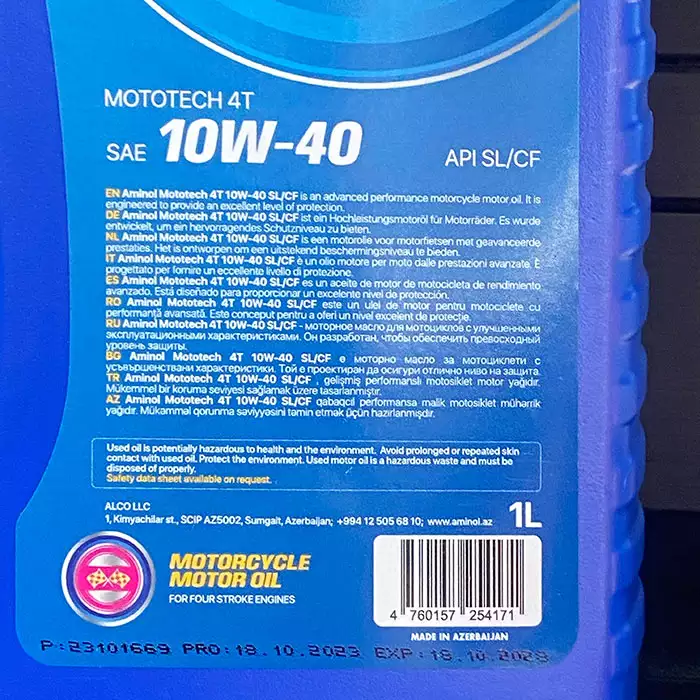 MOTOTECH 4T
SAE 10W-40 API SL/CF
EN Aminol Mototech 4T 10W-40 SL/CF is an advanced performance motorcycle motor oil. It is
engineered to provide an excellent level of protection.
DE Aminol Mototech 4T 10W-40 SL/CF ist ein Hochleistungsmotoröl für Motorräder. Es wurde
entwickelt, um ein hervorragendes Schutzniveau zu bieten.
NL Aminol Mototech 4T 10W-40 SL/CF is een motorolie voor motorfietsen met geavanceerde
prestaties. Het is ontworpen om een uitstekend beschermingsniveau te bieden.
IT Aminol Mototech 4T 10W-40 SL/CF è un olio motore per moto dalle prestazioni avanzate. È
progettato per fornire un eccellente livello di protezione.
ES Aminol Mototech 4T 10W-40 SL/CF es un aceite de motor de motocicleta de rendimiento
avanzado. Está diseñado para proporcionar un excelente nivel de protección.
RO Aminol Mototech 4T 10W-40 SL/CF este un ulei de motor pentru motociclete cu
performanță avansată. Este conceput pentru a oferi un nivel excelent de protecție.
RU Aminol Mototech 4T 10W-40 SL/CF - моторное масло для мотоциклов с улучшенными
эксплуатационными характеристиками. Он разработан, чтобы обеспечить превосходный
уровень защиты.
BG Aminol Mototech 4T 10W-40 SL/CF е моторно масло за мотоциклети с
усъвършенствани характеристики. Той е проектиран да осигури отлично ниво на защита.
TR Aminol Mototech 4T 10W-40 SL/CF , gelişmiş performanslı motosiklet motor yağıdır.
Mükemmel bir koruma seviyesi sağlamak üzere tasarlanmıştır.
AZ Aminol Mototech 4T 10W-40 SL/CF qabaqcıl performansa malik motosiklet mühərrik
yağıdır. Mükəmməl qorunma səviyyəsini təmin etmək üçün hazırlanmışdır.
Used oil is potentially hazardous to health and the environment. Avoid prolonged or repeated skin
contact with used oil. Protect the environment. Used motor oil is a hazardous waste and must be
disposed of properly.
Safety data sheet available on request.
ALCO LLC
1, Kimyachilar st., SCIP AZ5002, Sumgait, Azerbaijan; +994 12 505 68 10; www.aminol.az 1L
MOTORCYCLE
MOTOR OIL
FOR FOUR STROKE ENGINES
4 760157 254171
MADE IN AZERBAIJAN
P:23101669 PRO:18.10.2023 EXP:18.10.2028